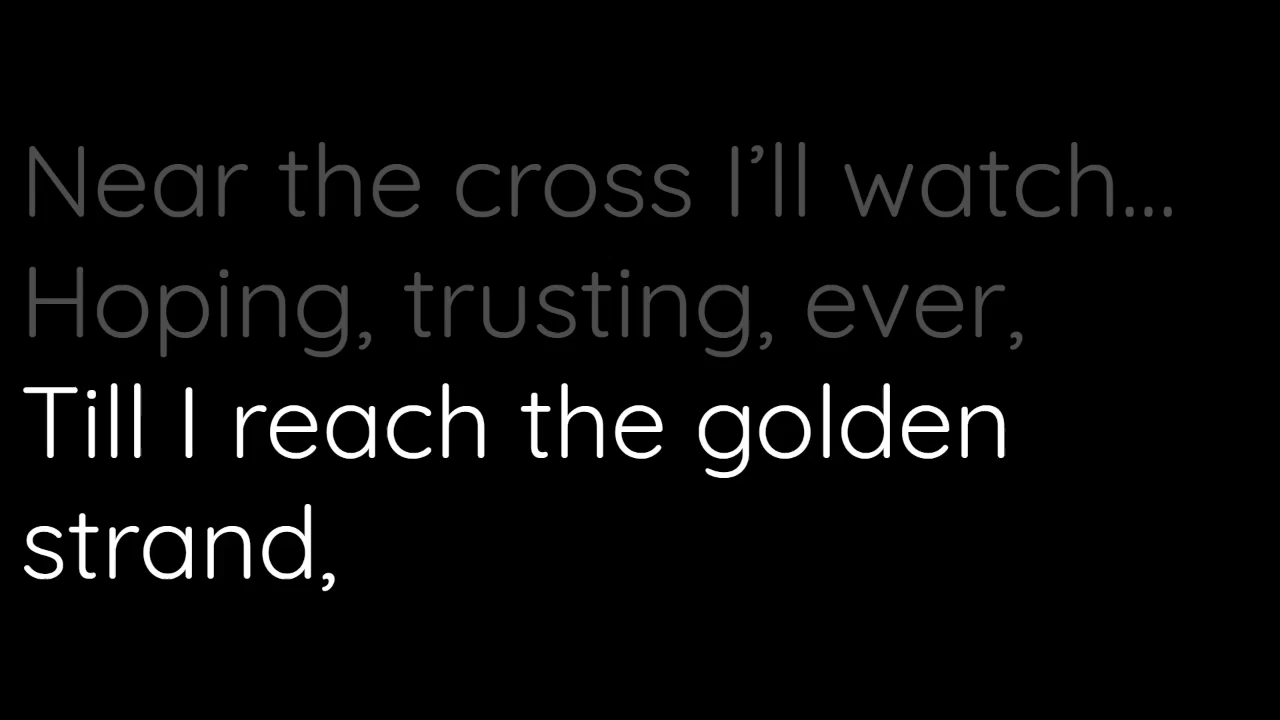 Near the cross I’ll watch...
Hoping, trusting, ever,
Till I reach the golden
strand,